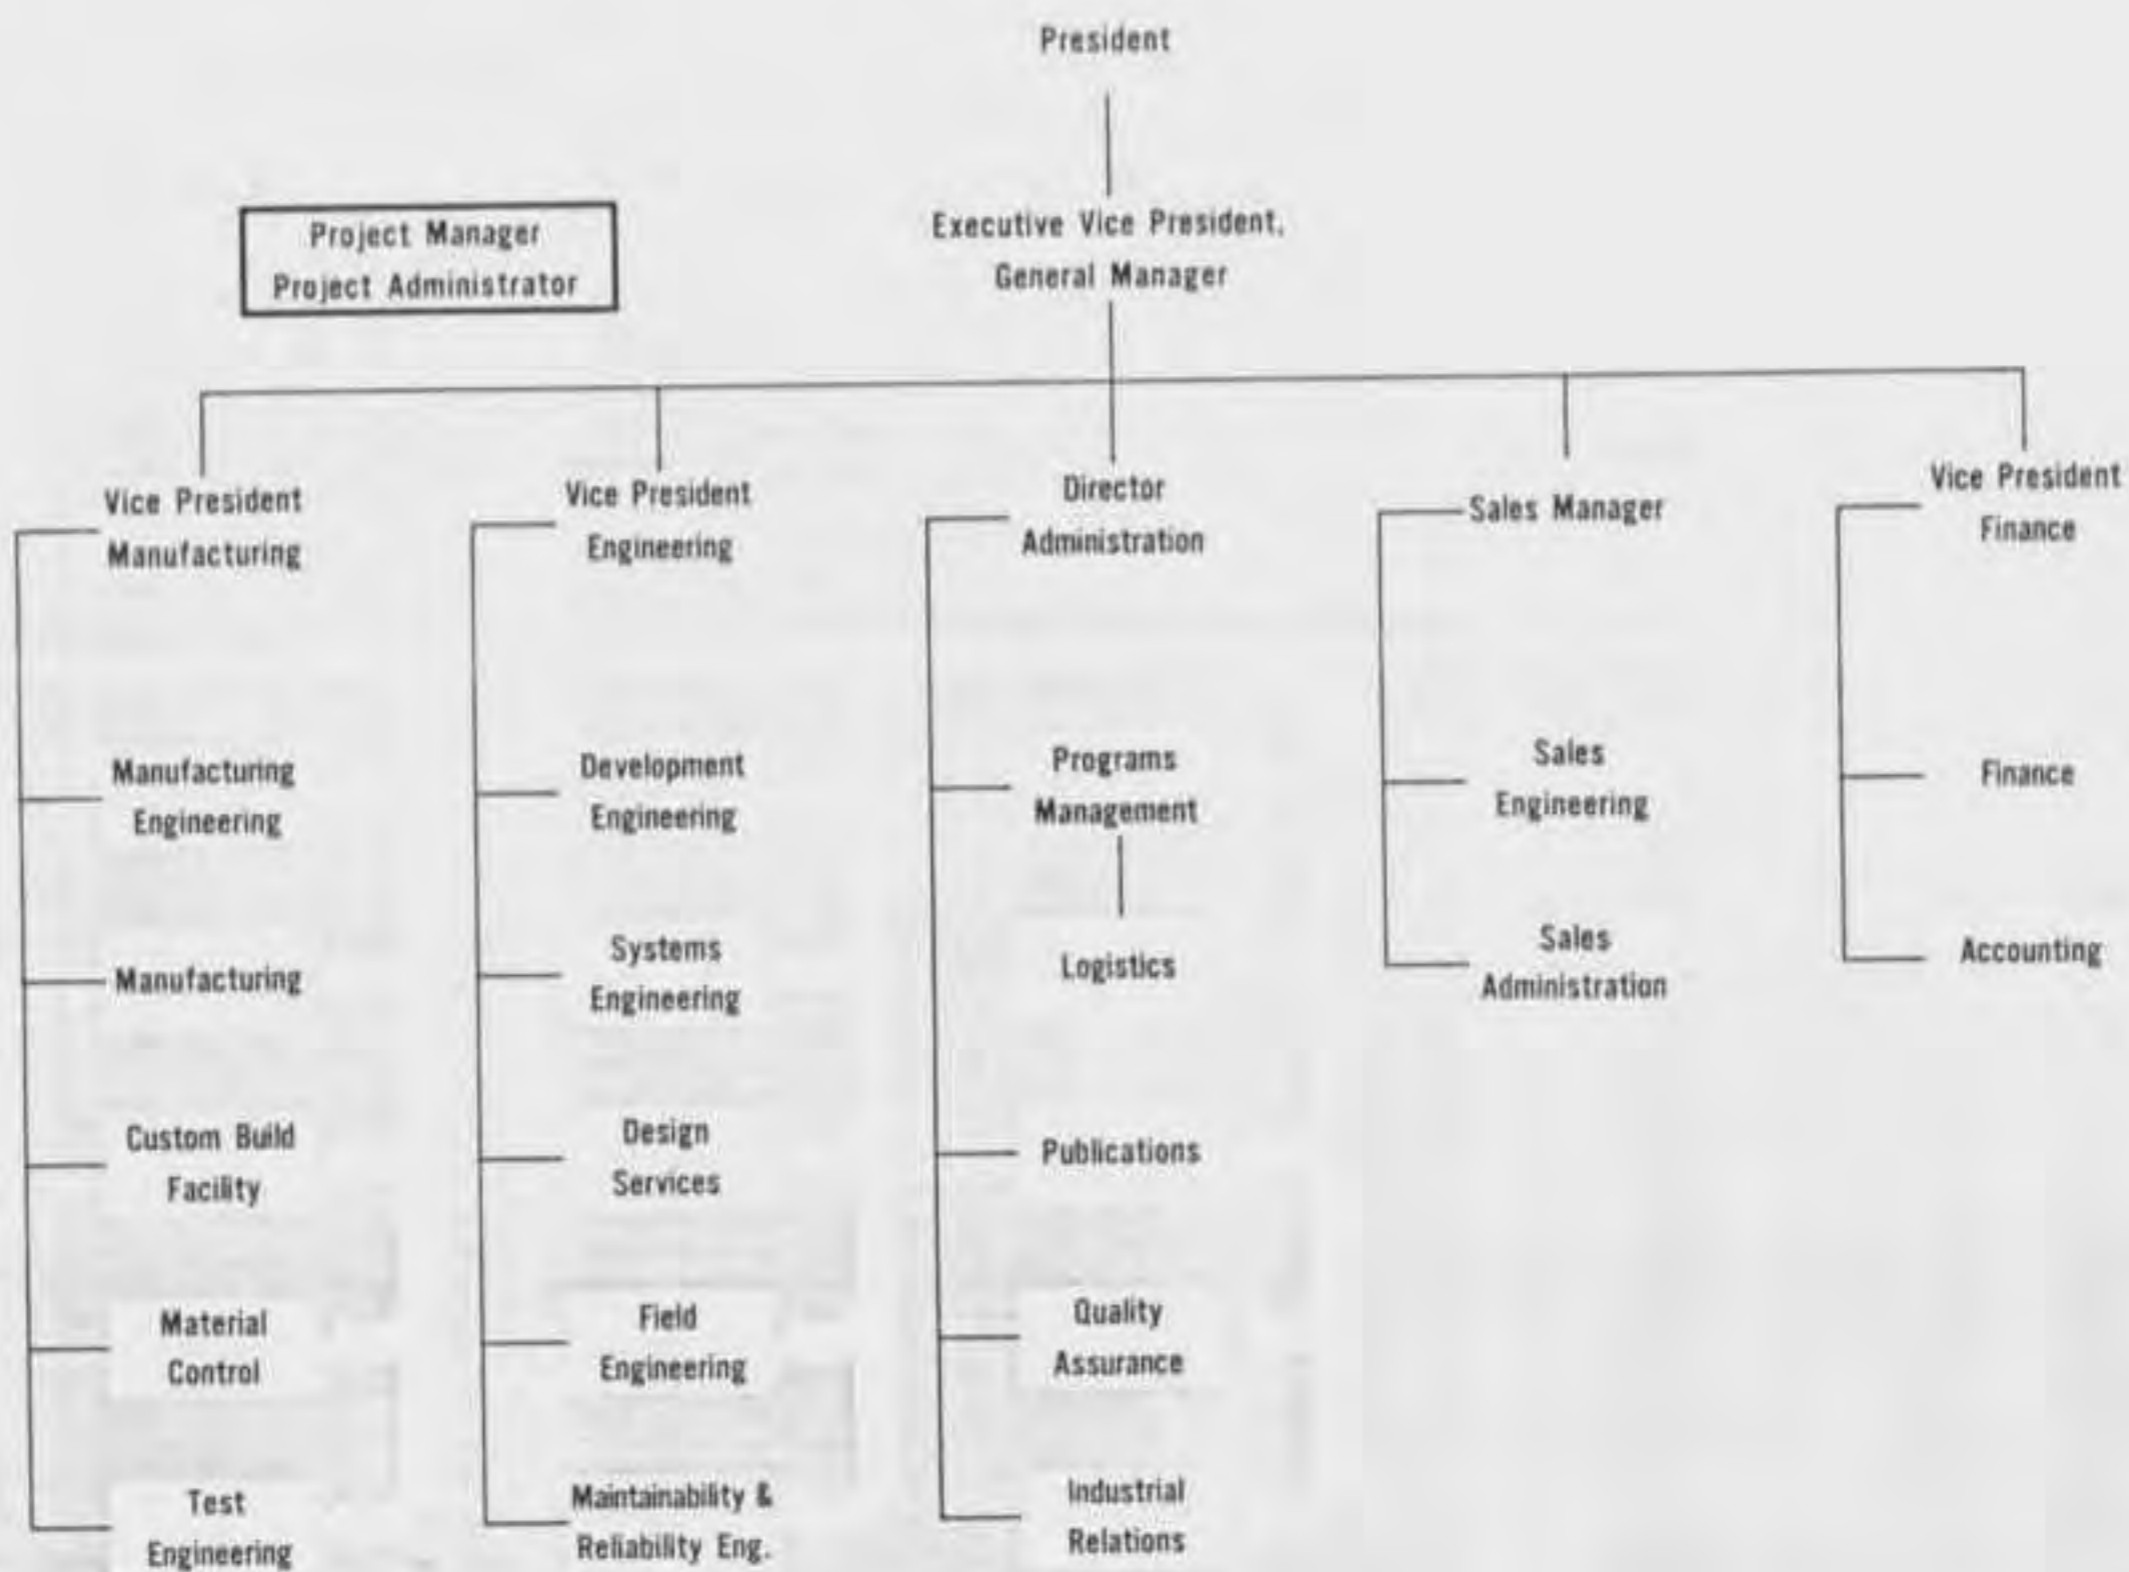 President
Project Manager
Project Administrator
Executive Vice President,
General Manager
Vice President
Manufacturing
Manufacturing
Engineering
Manufacturing
Custom Build
Facility
Material
Control
Test
Engineering
Vice President
Engineering
Development
Engineering
Systems
Engineering
Design
Services
Field
Engineering
Maintainability &
Reliability Eng.
Director
Administration
Programs
Management
Logistics
Publications
Quality
Assurance
Industrial
Relations
Sales Manager
Sales
Engineering
Sales
Administration
Vice President
Finance
Finance
Accounting